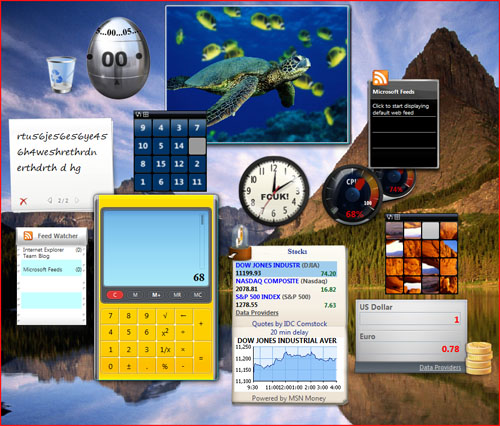 5...00...05...
00
rtu56je56e56ye45
6h4we5hrethrdn
erthdrth d hg
2/2
9 4 3 7
2 5 14
8 15 12 2
1 6 13 11
FCUK!
CPU
68%
100
74%
Microsoft Feeds
Click to start displaying
default web feed
Feed Watcher
Internet Explorer (0)
Team Blog
Microsoft Feeds (0)
68
C M M+ MR MC
7 8 9 √ ←
4 5 6 x² = +
1 2 3 1/x ×
0 . ± % - =
Stocks
DOW JONES INDUSTR (DJIA)
11199.93 74.20
NASDAQ COMPOSITE (Nasdaq)
2078.81 16.82
S&P 500 INDEX (S&P 500)
1278.55 7.63
Data Providers
Quotes by IDC Comstock
20 min delay
DOW JONES INDUSTRIAL AVER
11,250
11,200
11,150
11,100
9:30 11:00 12:00 1:00 2:00 3:00 4:00
Powered by MSN Money
US Dollar
1
Euro
0.78
Data Providers